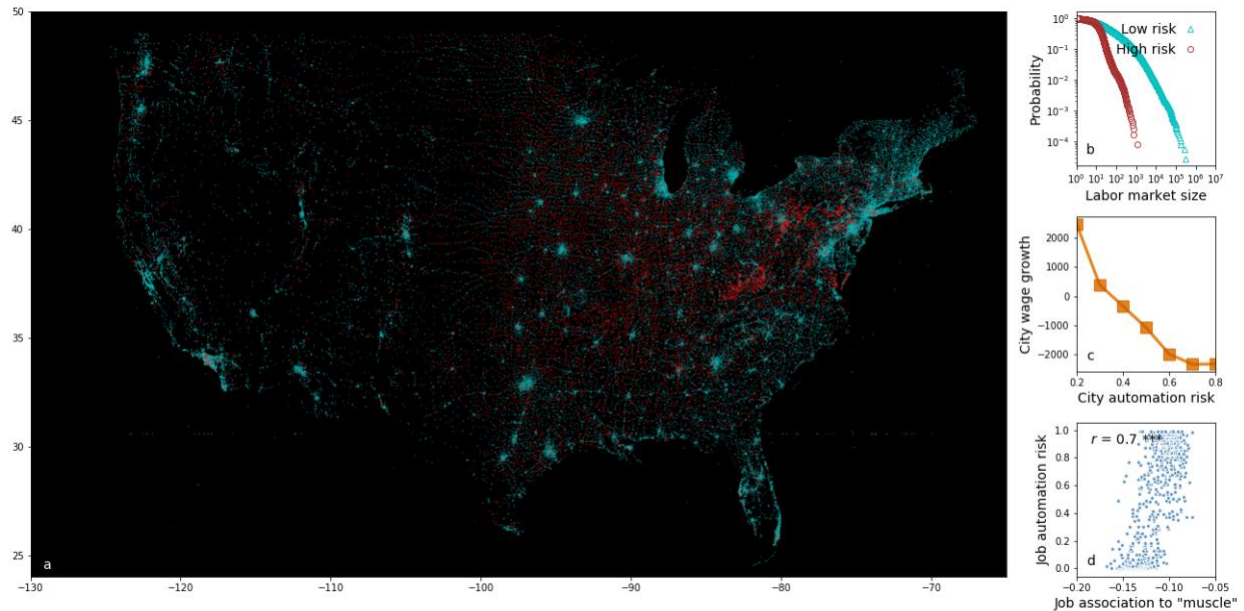 50
45
40
35
30
25
a
−130
−120
−110
−100
−90
−80
−70
10⁰
10⁻¹
10⁻²
10⁻³
10⁻⁴
Probability
Low risk
High risk
b
10⁰ 10¹ 10² 10³ 10⁴ 10⁵ 10⁶ 10⁷
Labor market size
2000
1000
0
−1000
−2000
City wage growth
c
0.2 0.4 0.6 0.8
City automation risk
1.0
0.8
0.6
0.4
0.2
0.0
Job automation risk
r = 0.7 ***
d
−0.20 −0.15 −0.10 −0.05
Job association to "muscle"